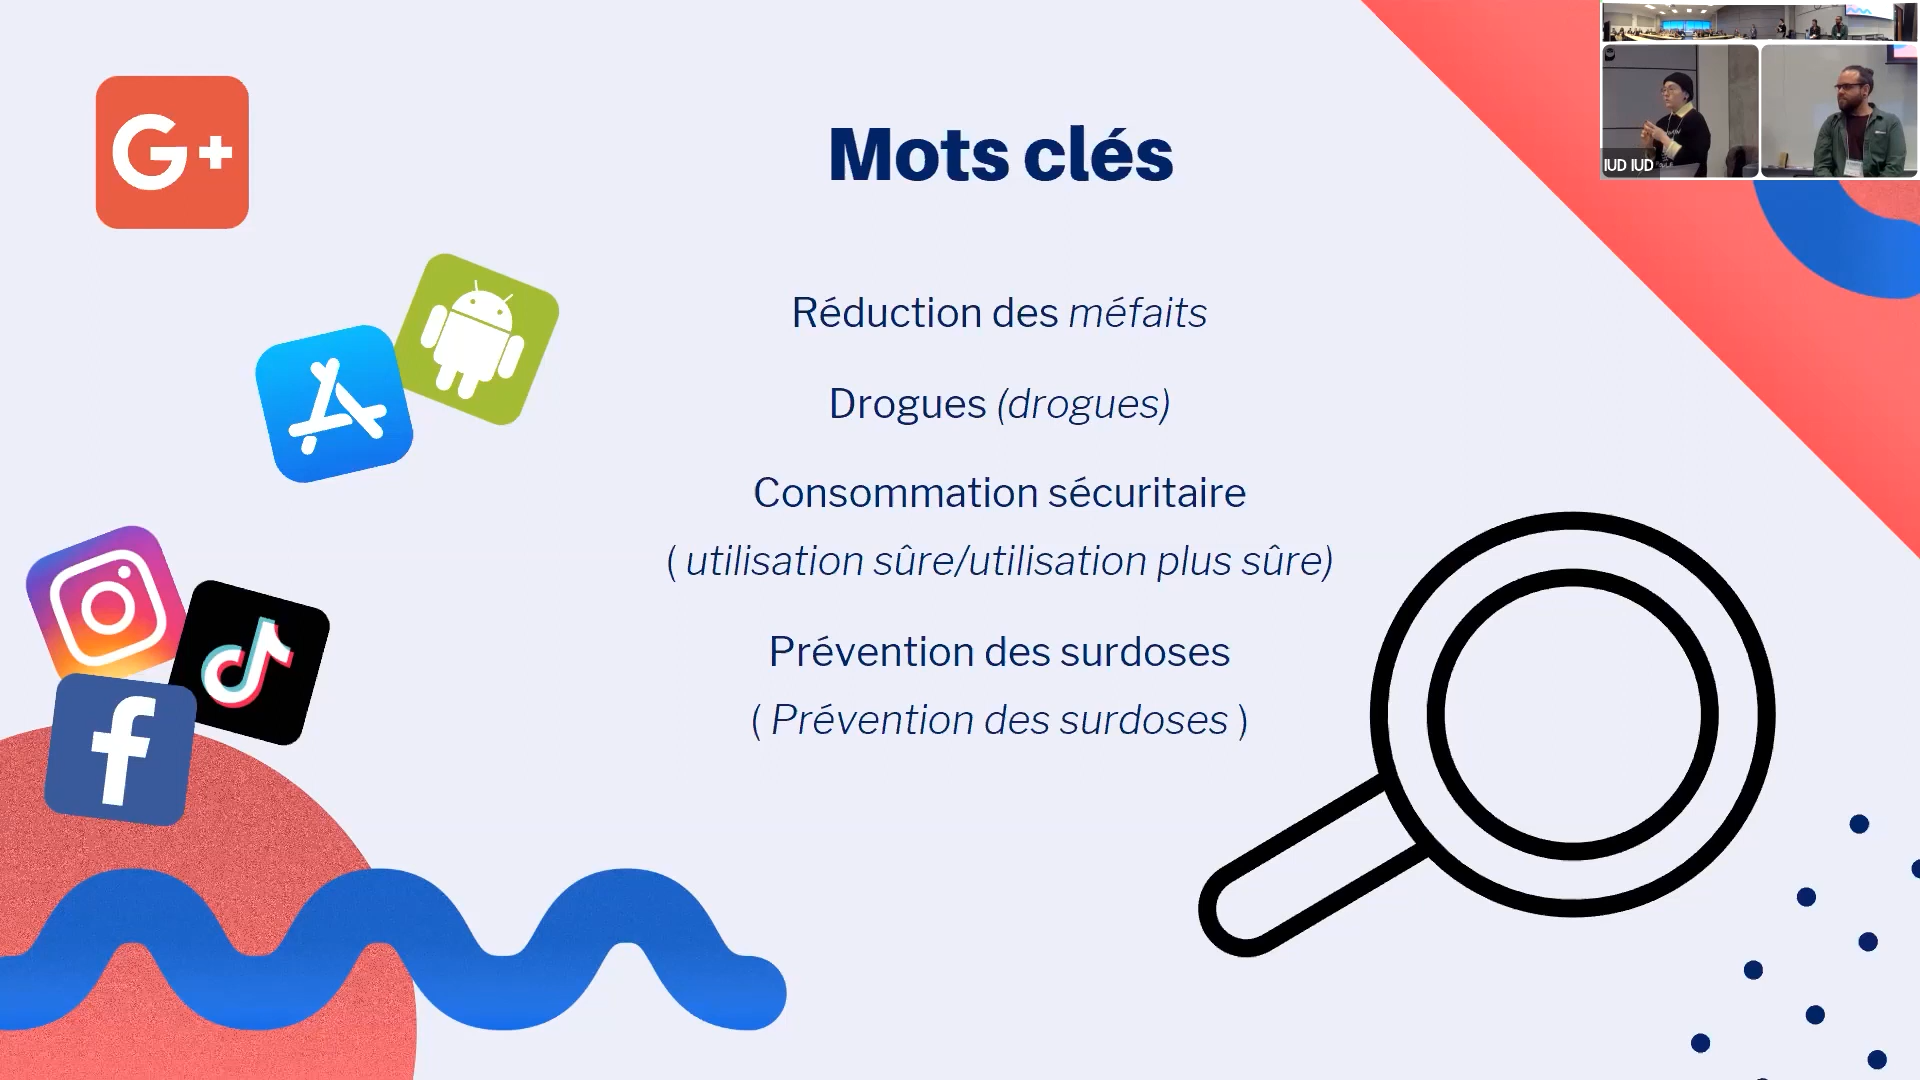 G+
Mots clés
Réduction des méfaits
Drogues (drogues)
Consommation sécuritaire
( utilisation sûre/utilisation plus sûre)
Prévention des surdoses
( Prévention des surdoses )
IUD IUD